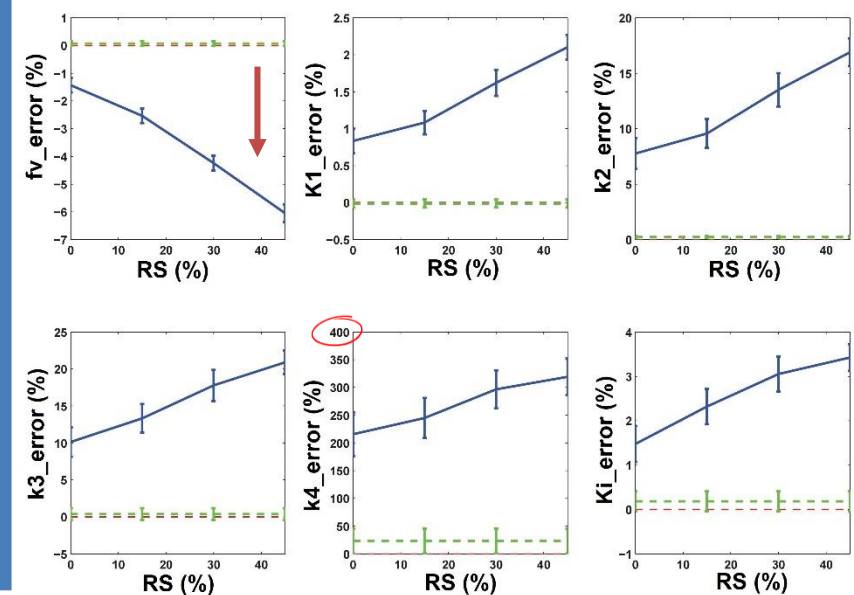 fv_error (%)
1
0
−1
−2
−3
−4
−5
−6
−7
0 10 20 30 40
RS (%)
K1_error (%)
2.5
2
1.5
1
0.5
0
−0.5
0 10 20 30 40
RS (%)
k2_error (%)
20
15
10
5
0
0 10 20 30 40
RS (%)
k3_error (%)
25
20
15
10
5
0
−5
0 10 20 30 40
RS (%)
k4_error (%)
400
350
300
250
200
150
100
50
0
0 10 20 30 40
RS (%)
Ki_error (%)
4
3
2
1
0
−1
0 10 20 30 40
RS (%)